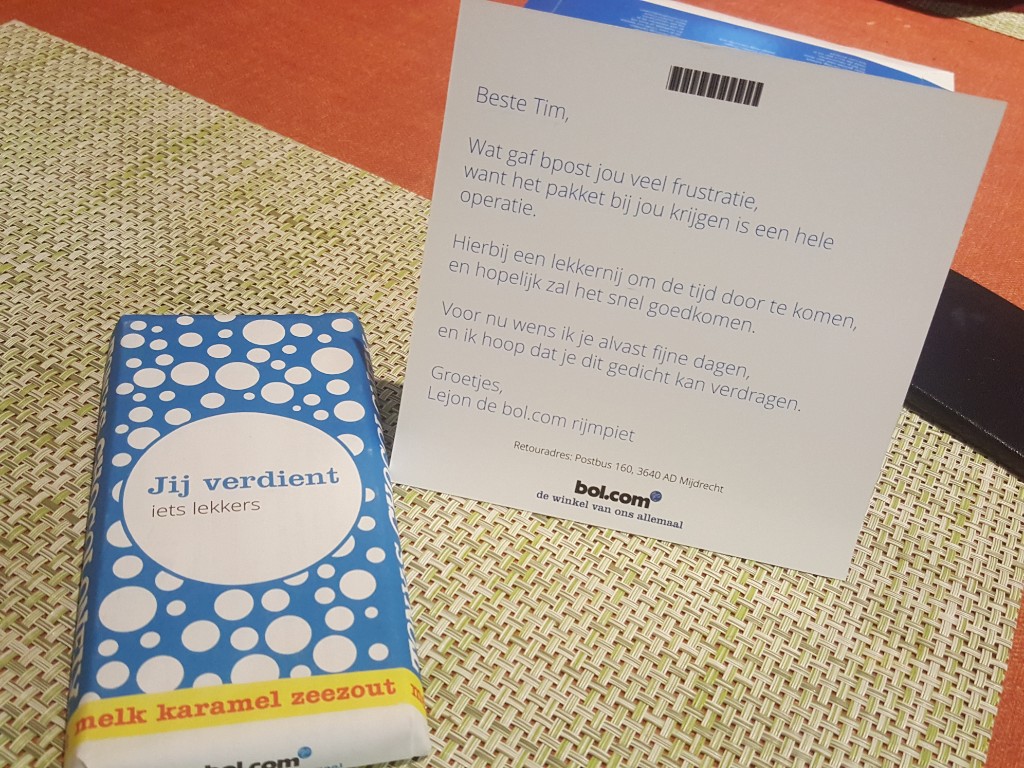 Beste Tim,
Wat gaf bpost jou veel frustratie,
want het pakket bij jou krijgen is een hele
operatie.
Hierbij een lekkernij om de tijd door te komen,
en hopelijk zal het snel goedkomen.
Voor nu wens ik je alvast fijne dagen,
en ik hoop dat je dit gedicht kan verdragen.
Groetjes,
Lejon de bol.com rijmpiet
Retouradres: Postbus 160, 3640 AD Mijdrecht
bol.com
de winkel van ons allemaal
Jij verdient
iets lekkers
melk karamel zeezout
bol.com